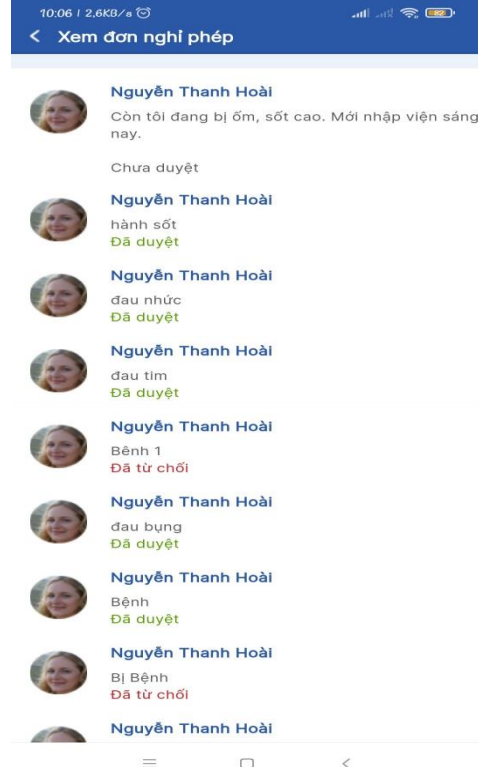 10:06 | 2,6KB/s
82
Xem đơn nghỉ phép
Nguyễn Thanh Hoài
Còn tôi đang bị ốm, sốt cao. Mới nhập viện sáng
nay.
Chưa duyệt
Nguyễn Thanh Hoài
hành sốt
Đã duyệt
Nguyễn Thanh Hoài
đau nhức
Đã duyệt
Nguyễn Thanh Hoài
đau tim
Đã duyệt
Nguyễn Thanh Hoài
Bênh 1
Đã từ chối
Nguyễn Thanh Hoài
đau bụng
Đã duyệt
Nguyễn Thanh Hoài
Bệnh
Đã duyệt
Nguyễn Thanh Hoài
Bị Bệnh
Đã từ chối
Nguyễn Thanh Hoài